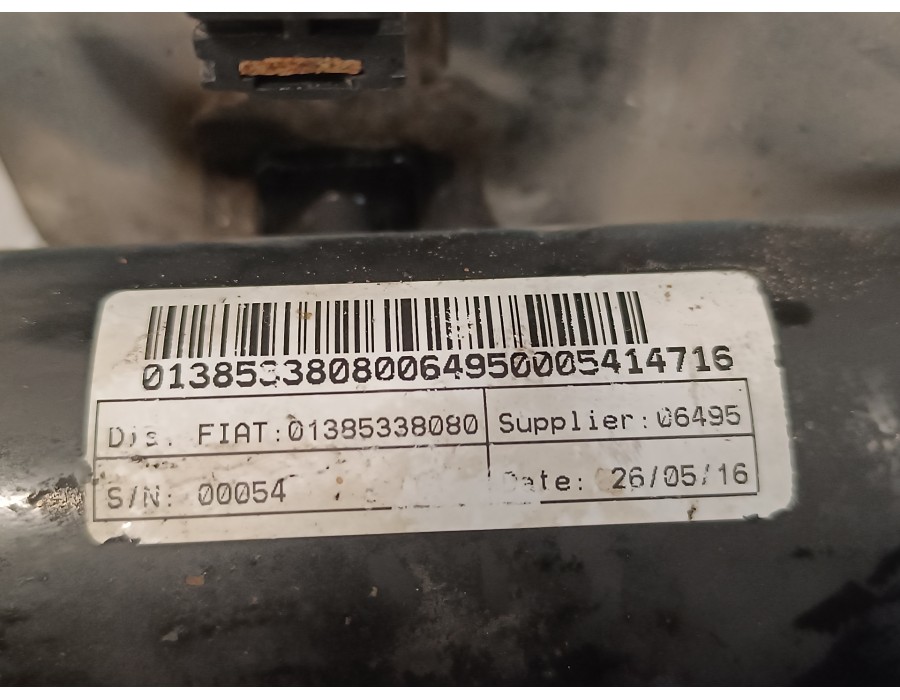 01385338080064950005414716
Dis. FIAT:01385338080 Supplier:06495
S/N: 00054 Date: 26/05/16